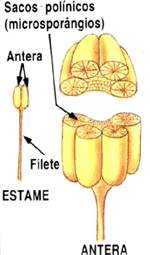 Sacos polínicos
(microsporângios)
Antera
Filete
ESTAME
ANTERA